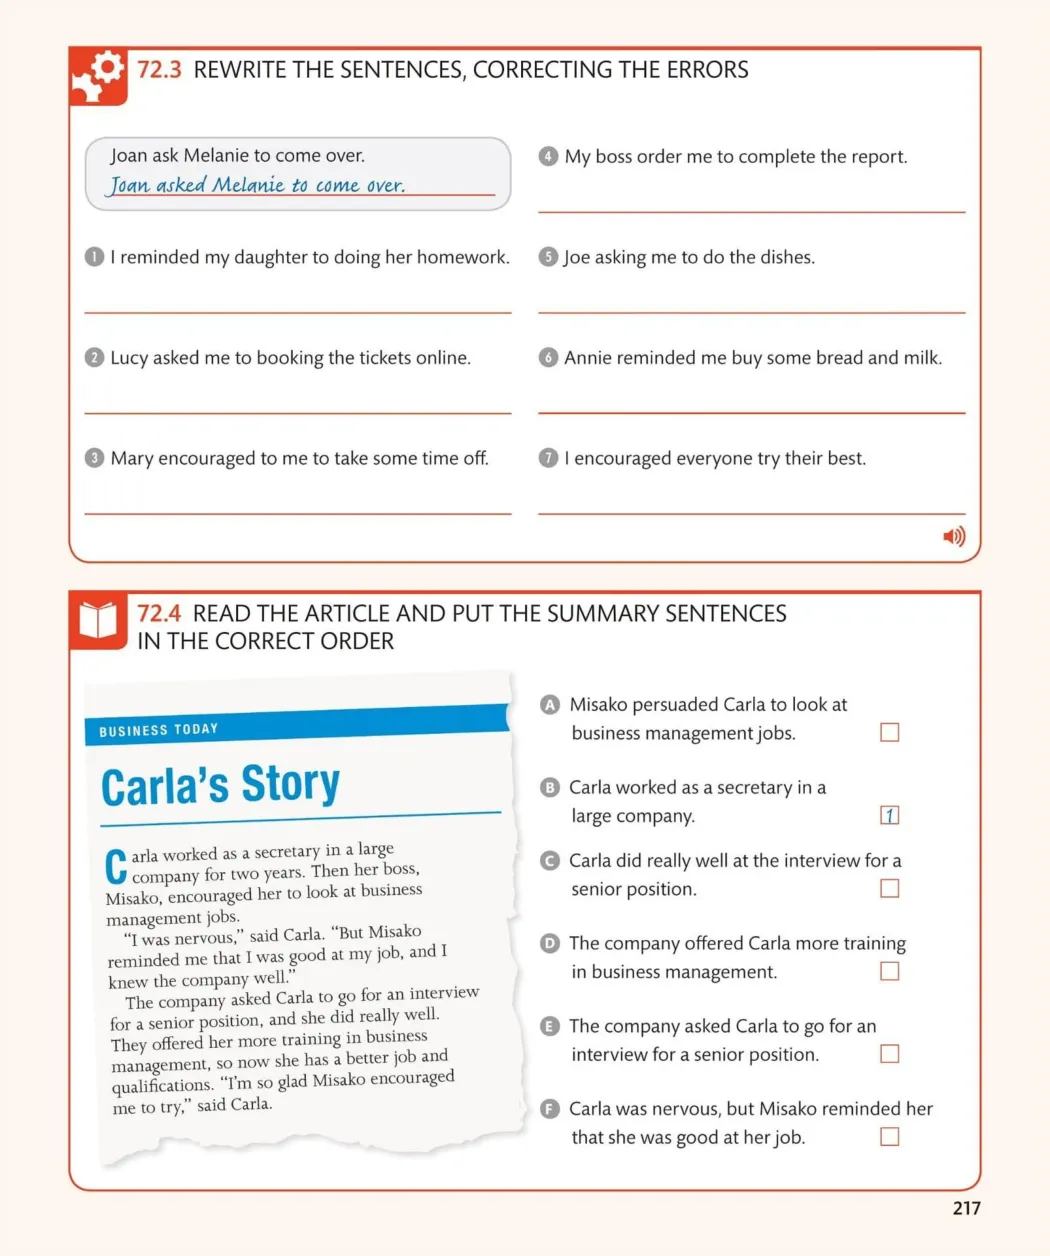 72.3 REWRITE THE SENTENCES, CORRECTING THE ERRORS
Joan ask Melanie to come over.
Joan asked Melanie to come over.
1 I reminded my daughter to doing her homework.
2 Lucy asked me to booking the tickets online.
3 Mary encouraged to me to take some time off.
4 My boss order me to complete the report.
5 Joe asking me to do the dishes.
6 Annie reminded me buy some bread and milk.
7 I encouraged everyone try their best.
72.4 READ THE ARTICLE AND PUT THE SUMMARY SENTENCES
IN THE CORRECT ORDER
BUSINESS TODAY
Carla's Story
Carla worked as a secretary in a large
company for two years. Then her boss,
Misako, encouraged her to look at business
management jobs.
"I was nervous," said Carla. "But Misako
reminded me that I was good at my job, and I
knew the company well."
The company asked Carla to go for an interview
for a senior position, and she did really well.
They offered her more training in business
management, so now she has a better job and
qualifications. "I'm so glad Misako encouraged
me to try," said Carla.
A Misako persuaded Carla to look at
business management jobs.
B Carla worked as a secretary in a
large company. 1
C Carla did really well at the interview for a
senior position.
D The company offered Carla more training
in business management.
E The company asked Carla to go for an
interview for a senior position.
F Carla was nervous, but Misako reminded her
that she was good at her job.
217